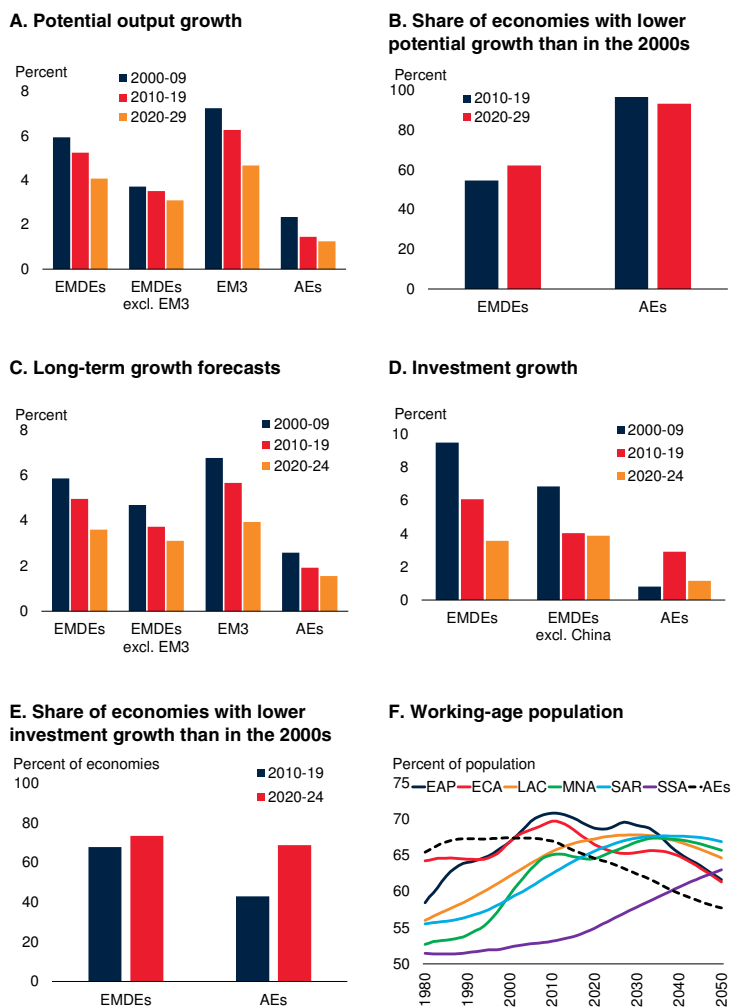 A. Potential output growth
Percent
2000-09
2010-19
2020-29
8
6
4
2
0
EMDEs
EMDEs
excl. EM3
EM3
AEs
B. Share of economies with lower
potential growth than in the 2000s
Percent
2010-19
2020-29
100
80
60
40
20
0
EMDEs
AEs
C. Long-term growth forecasts
Percent
2000-09
2010-19
2020-24
8
6
4
2
0
EMDEs
EMDEs
excl. EM3
EM3
AEs
D. Investment growth
Percent
2000-09
2010-19
2020-24
10
8
6
4
2
0
EMDEs
EMDEs
excl. China
AEs
E. Share of economies with lower
investment growth than in the 2000s
Percent of economies
2010-19
2020-24
100
80
60
40
20
0
EMDEs
AEs
F. Working-age population
Percent of population
EAP ECA LAC MNA SAR SSA AEs
75
70
65
60
55
50
1980
1990
2000
2010
2020
2030
2040
2050